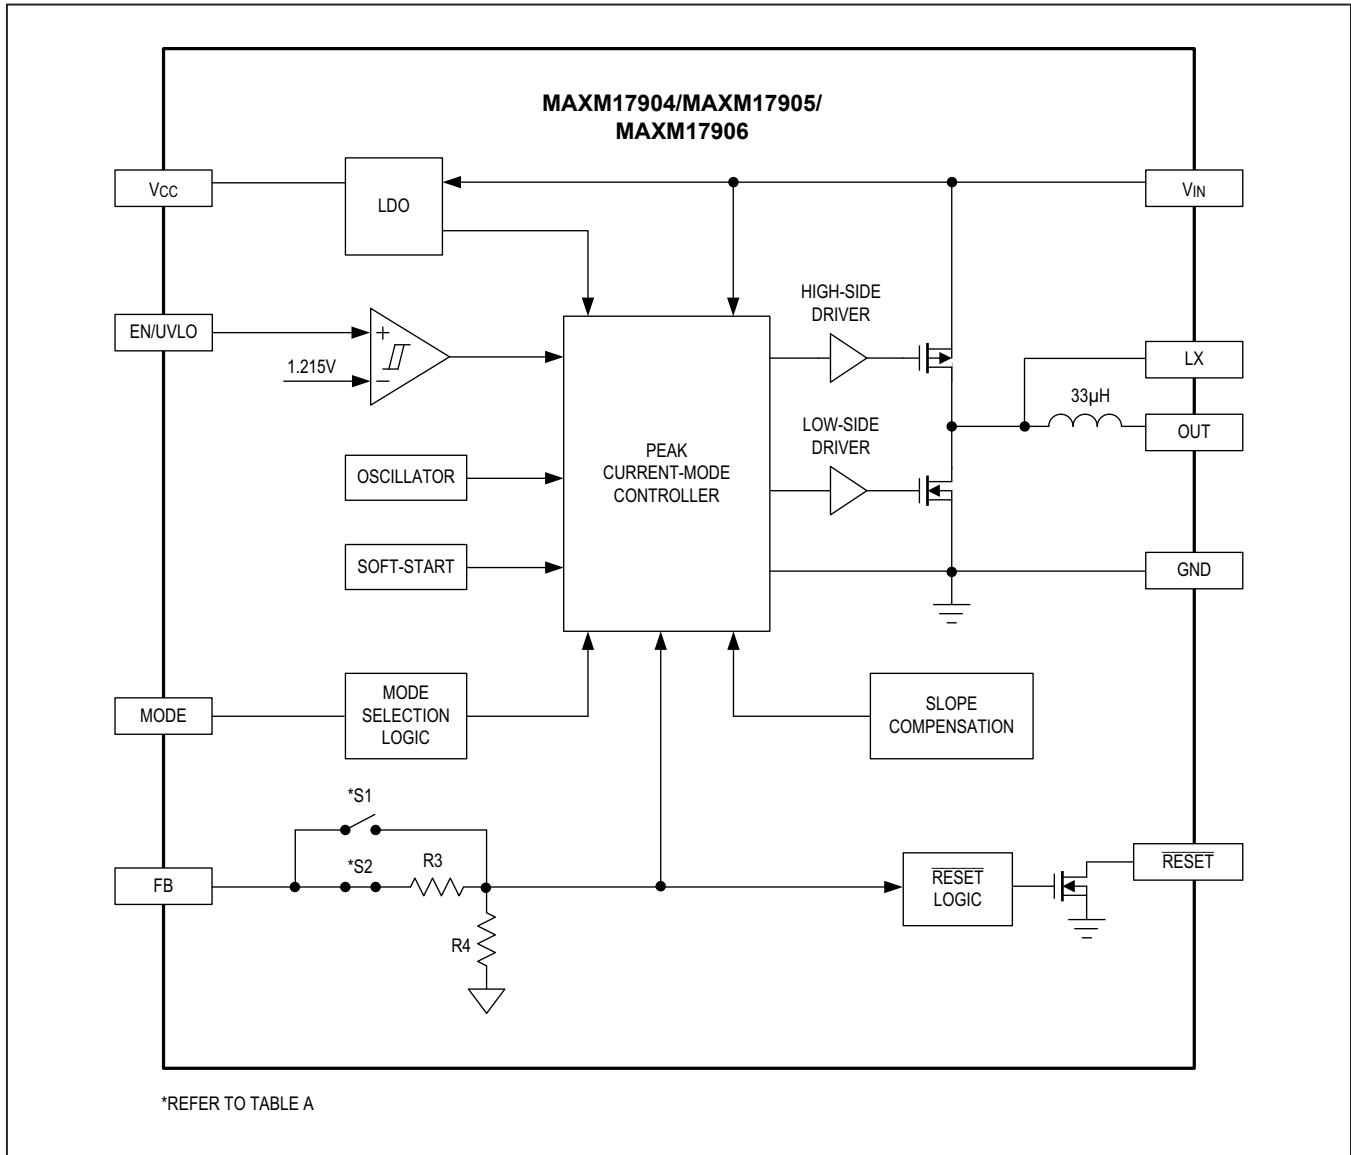 MAXM17904/MAXM17905/
MAXM17906
VCC
LDO
VIN
EN/UVLO
1.215V
+
−
HIGH-SIDE
DRIVER
LX
33µH
OUT
LOW-SIDE
DRIVER
PEAK
CURRENT-MODE
CONTROLLER
OSCILLATOR
SOFT-START
GND
MODE
MODE
SELECTION
LOGIC
SLOPE
COMPENSATION
*S1
*S2
R3
FB
R4
RESET
LOGIC
RESET
*REFER TO TABLE A